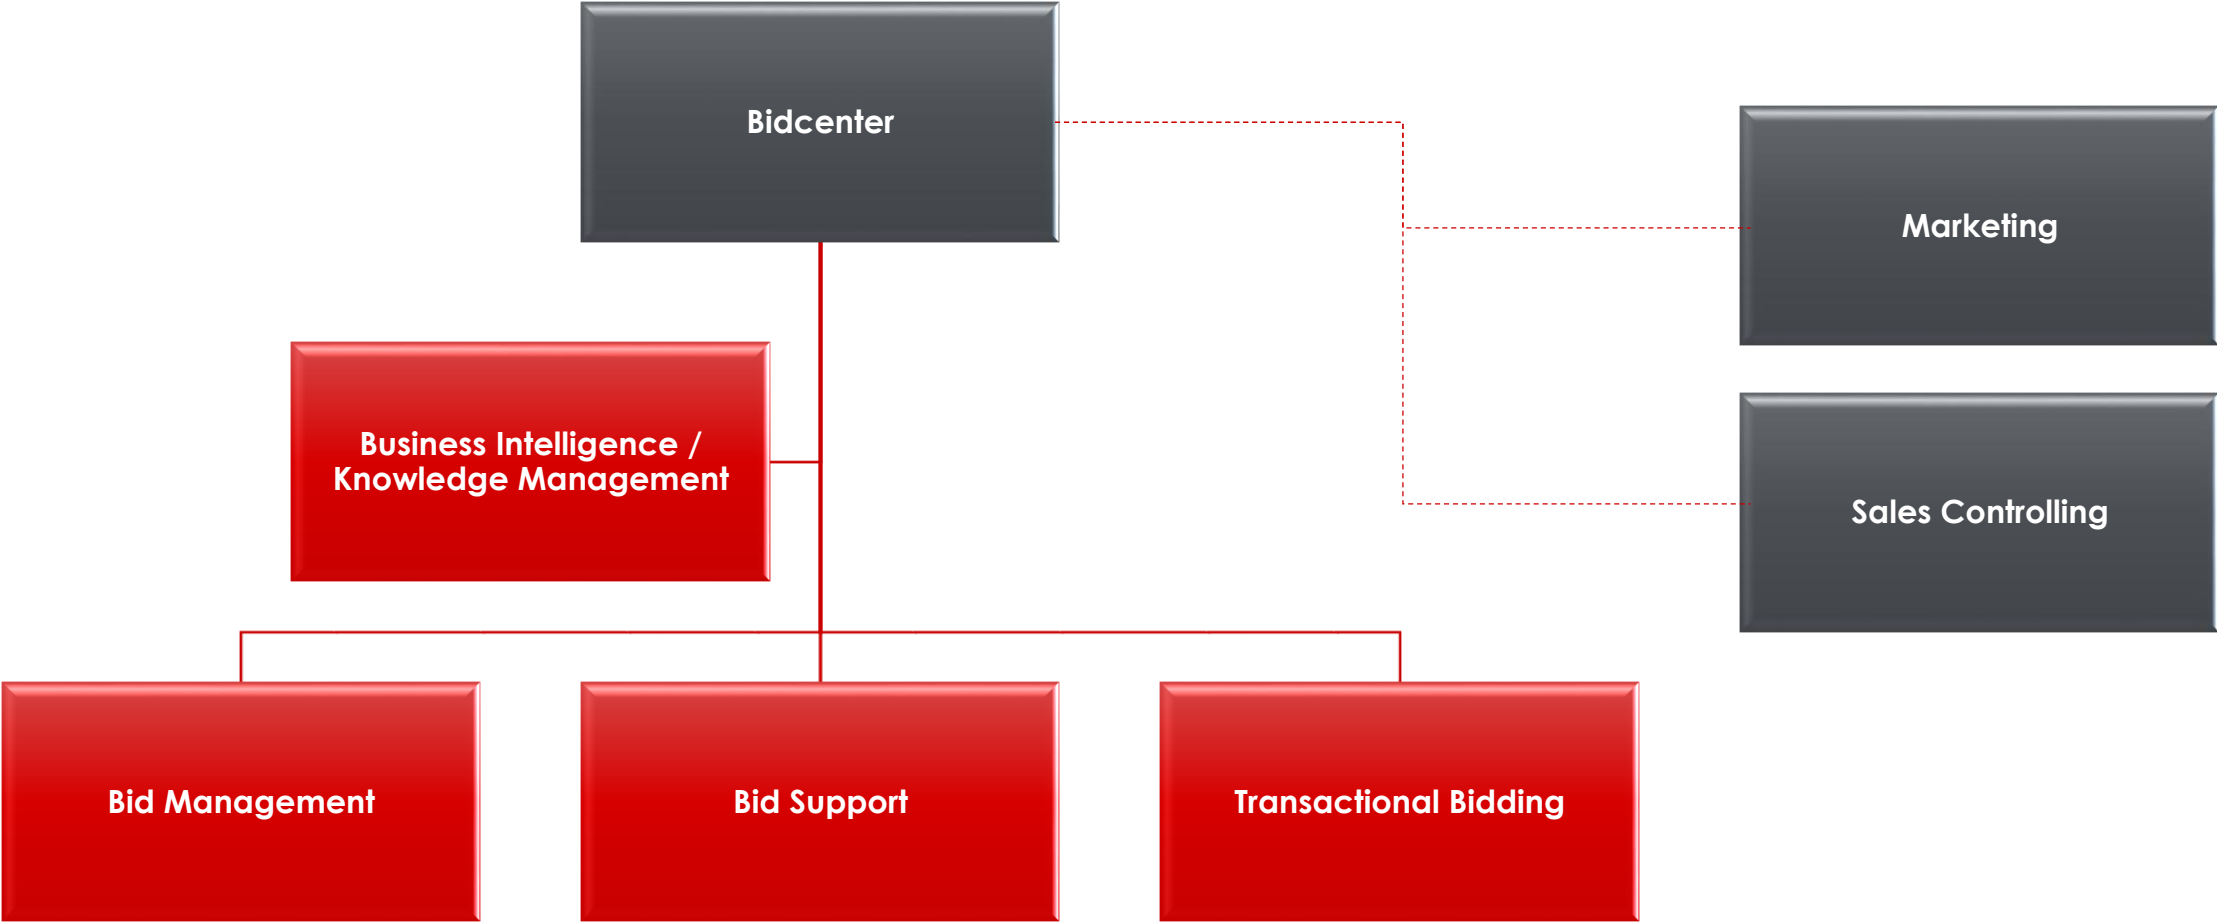 Bidcenter
Marketing
Business Intelligence /
Knowledge Management
Sales Controlling
Bid Management
Bid Support
Transactional Bidding